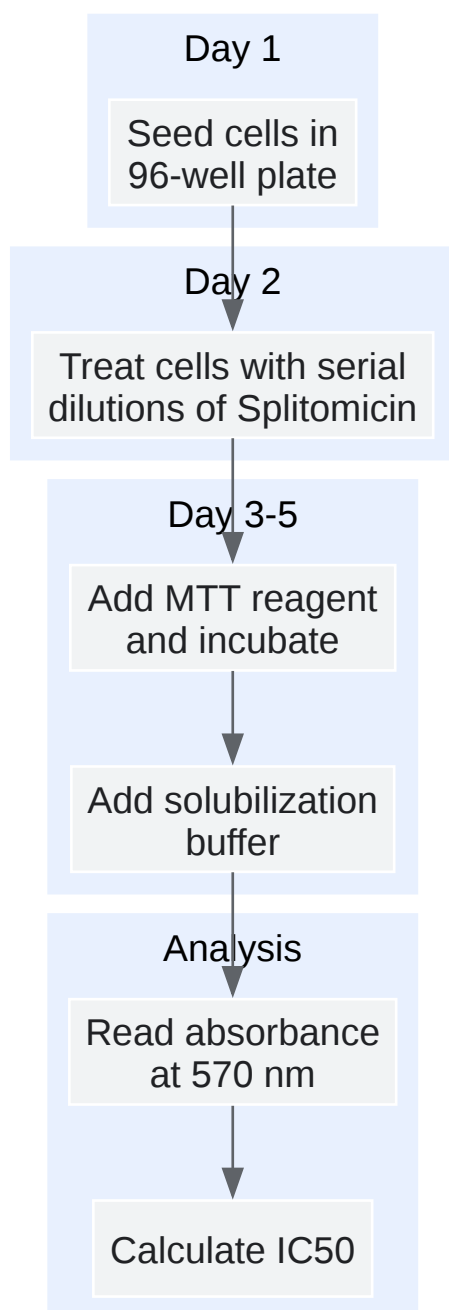 Day 1
Seed cells in
96-well plate
Day 2
Treat cells with serial
dilutions of Splitomicin
Day 3-5
Add MTT reagent
and incubate
Add solubilization
buffer
Analysis
Read absorbance
at 570 nm
Calculate IC50